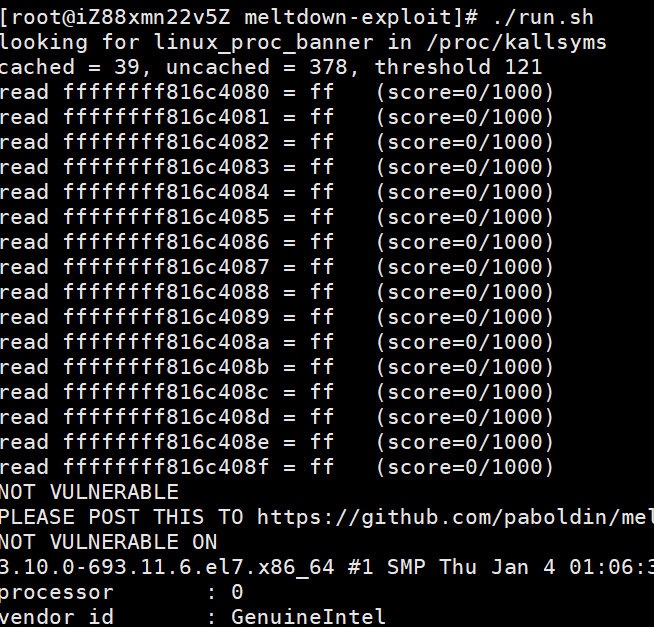 [root@iZ88xmn22v5Z meltdown-exploit]# ./run.sh
looking for linux_proc_banner in /proc/kallsyms
cached = 39, uncached = 378, threshold 121
read ffffffff816c4080 = ff   (score=0/1000)
read ffffffff816c4081 = ff   (score=0/1000)
read ffffffff816c4082 = ff   (score=0/1000)
read ffffffff816c4083 = ff   (score=0/1000)
read ffffffff816c4084 = ff   (score=0/1000)
read ffffffff816c4085 = ff   (score=0/1000)
read ffffffff816c4086 = ff   (score=0/1000)
read ffffffff816c4087 = ff   (score=0/1000)
read ffffffff816c4088 = ff   (score=0/1000)
read ffffffff816c4089 = ff   (score=0/1000)
read ffffffff816c408a = ff   (score=0/1000)
read ffffffff816c408b = ff   (score=0/1000)
read ffffffff816c408c = ff   (score=0/1000)
read ffffffff816c408d = ff   (score=0/1000)
read ffffffff816c408e = ff   (score=0/1000)
read ffffffff816c408f = ff   (score=0/1000)
NOT VULNERABLE
PLEASE POST THIS TO https://github.com/paboldin/mel
NOT VULNERABLE ON
3.10.0-693.11.6.el7.x86_64 #1 SMP Thu Jan 4 01:06:3
processor       : 0
vendor_id       : GenuineIntel